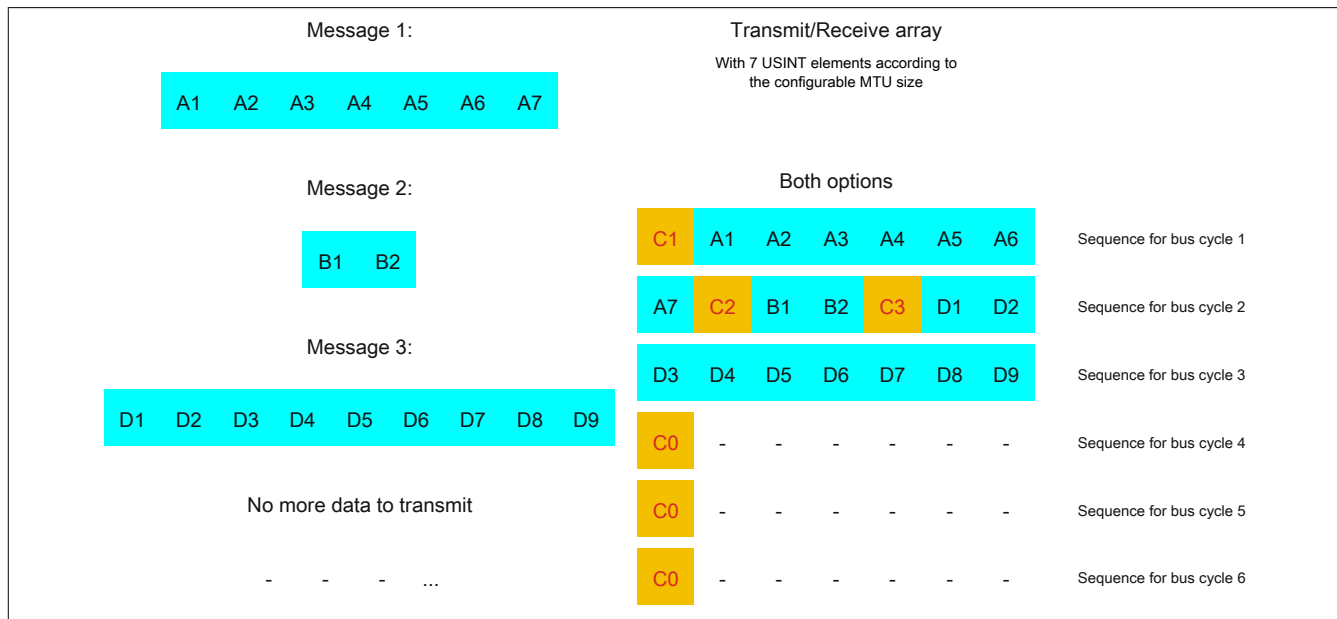 Message 1:
A1 A2 A3 A4 A5 A6 A7
Message 2:
B1 B2
Message 3:
D1 D2 D3 D4 D5 D6 D7 D8 D9
No more data to transmit
- - - ...
Transmit/Receive array
With 7 USINT elements according to
the configurable MTU size
Both options
C1 A1 A2 A3 A4 A5 A6 Sequence for bus cycle 1
A7 C2 B1 B2 C3 D1 D2 Sequence for bus cycle 2
D3 D4 D5 D6 D7 D8 D9 Sequence for bus cycle 3
C0 - - - - - - Sequence for bus cycle 4
C0 - - - - - - Sequence for bus cycle 5
C0 - - - - - - Sequence for bus cycle 6